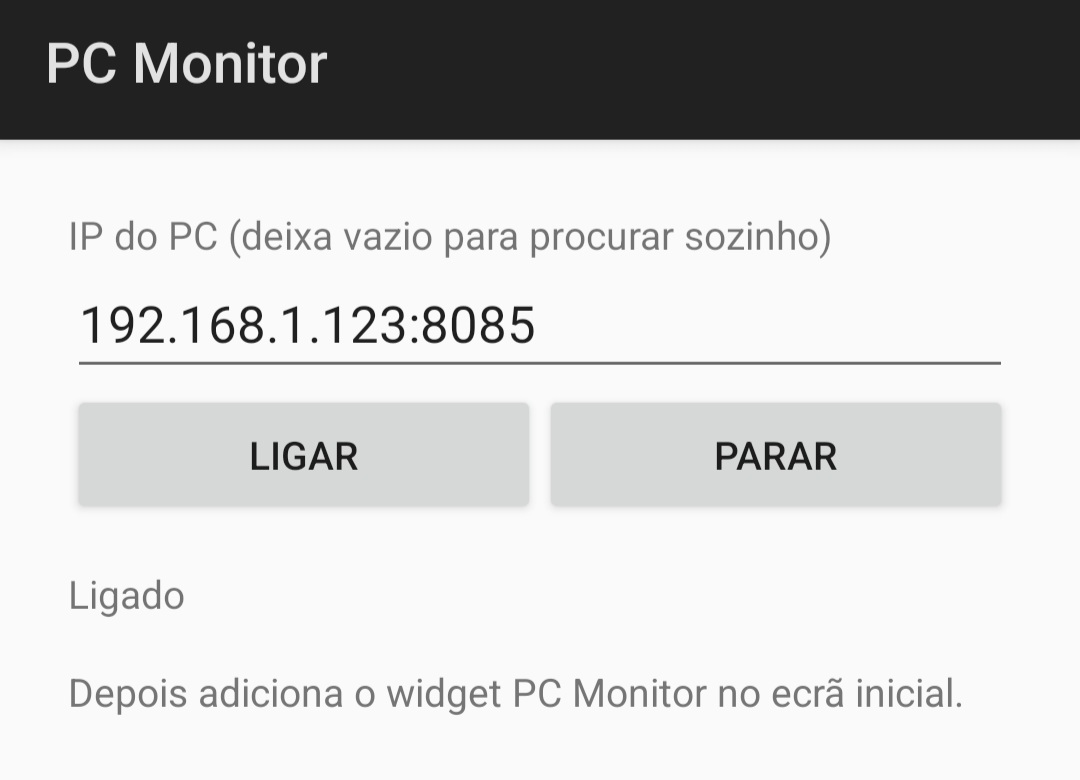 PC Monitor
IP do PC (deixa vazio para procurar sozinho)
192.168.1.123:8085
LIGAR PARAR
Ligado
Depois adiciona o widget PC Monitor no ecrã inicial.